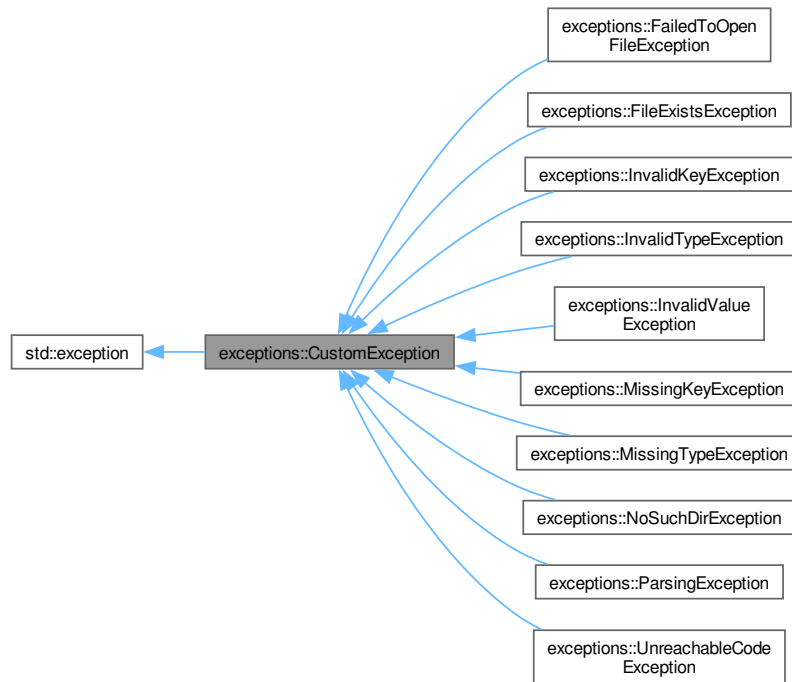 exceptions::FailedToOpen
FileException
exceptions::FileExistsException
exceptions::InvalidKeyException
exceptions::InvalidTypeException
exceptions::InvalidValue
Exception
std::exception
exceptions::CustomException
exceptions::MissingKeyException
exceptions::MissingTypeException
exceptions::NoSuchDirException
exceptions::ParsingException
exceptions::UnreachableCode
Exception